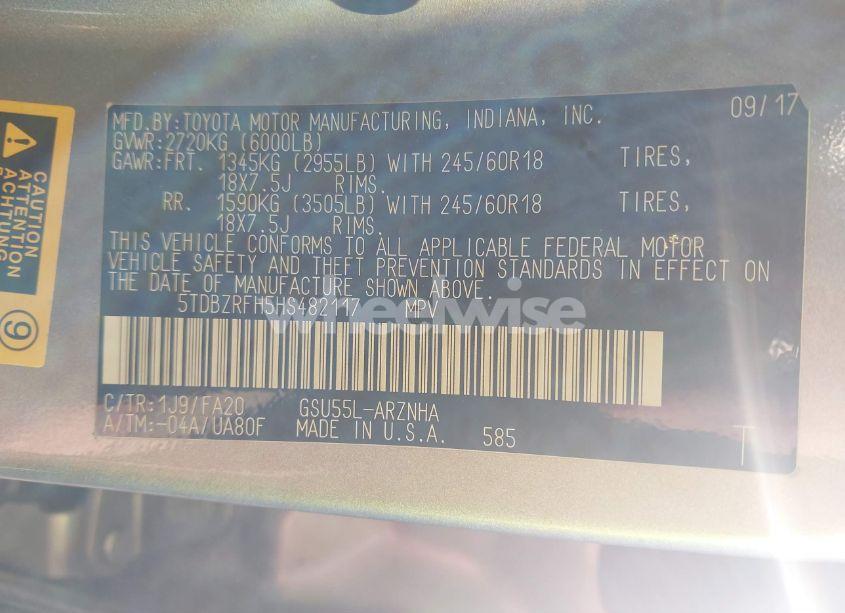 MFD.BY:TOYOTA MOTOR MANUFACTURING, INDIANA, INC. 09/17
GVWR:2720KG (6000LB)
GAWR:FRT. 1345KG (2955LB) WITH 245/60R18 TIRES,
18X7.5J RIMS.
RR. 1590KG (3505LB) WITH 245/60R18 TIRES,
18X7.5J RIMS.
THIS VEHICLE CONFORMS TO ALL APPLICABLE FEDERAL MOTOR
VEHICLE SAFETY AND THEFT PREVENTION STANDARDS IN EFFECT ON
THE DATE OF MANUFACTURE SHOWN ABOVE.
5TDBZRFH5HS482117 MPV
wheelwise
C/TR:1J9/FA20 GSU55L-ARZNHA
A/TM:-04A/UA80F MADE IN U.S.A. 585 T
CAUTION
ATTENTION
ACHTUNG
9